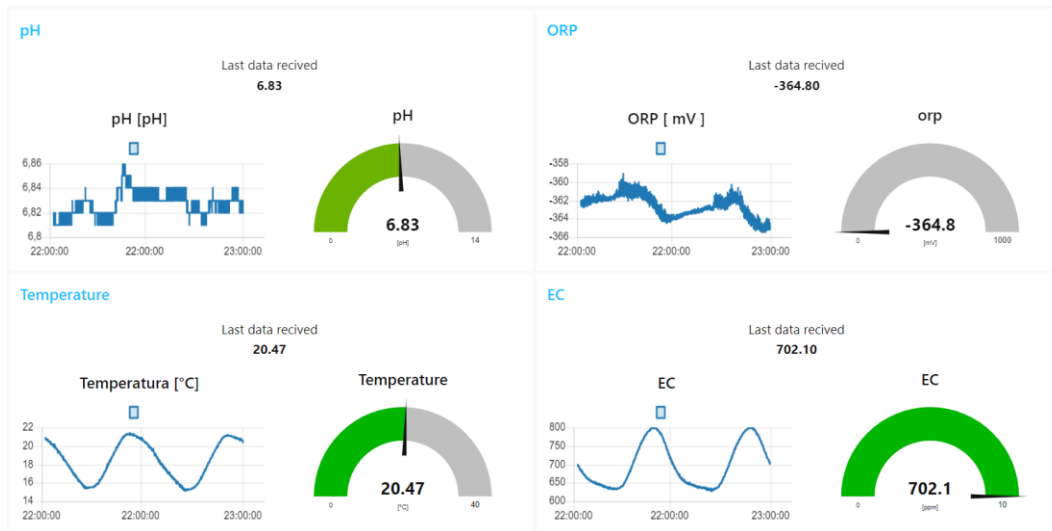 pH
Last data recived
6.83
pH [pH]
6,86
6,84
6,82
6,8
22:00:00
22:00:00
23:00:00
pH
6.83
[pH]
0
14
ORP
Last data recived
-364.80
ORP [ mV ]
-358
-360
-362
-364
-366
22:00:00
22:00:00
23:00:00
orp
-364.8
[mV]
0
1000
Temperature
Last data recived
20.47
Temperatura [°C]
22
20
18
16
14
22:00:00
22:00:00
23:00:00
Temperature
20.47
[°C]
0
40
EC
Last data recived
702.10
EC
800
750
700
650
600
22:00:00
22:00:00
23:00:00
EC
702.1
[ppm]
0
10